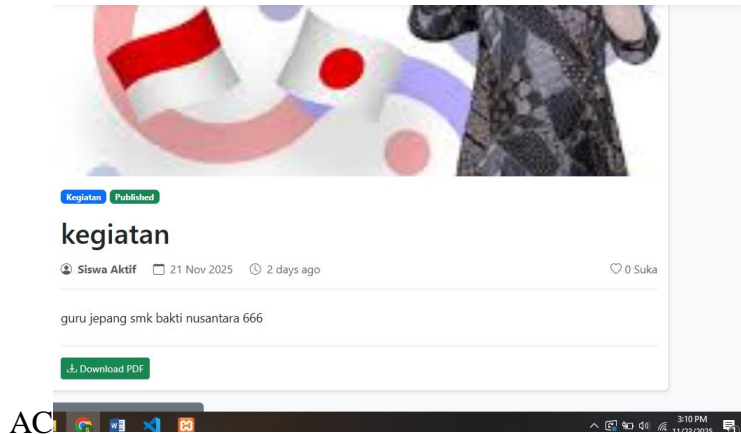 Kegiatan Published
kegiatan
Siswa Aktif 21 Nov 2025 2 days ago 0 Suka
guru jepang smk bakti nusantara 666
Download PDF
AC
3:10 PM